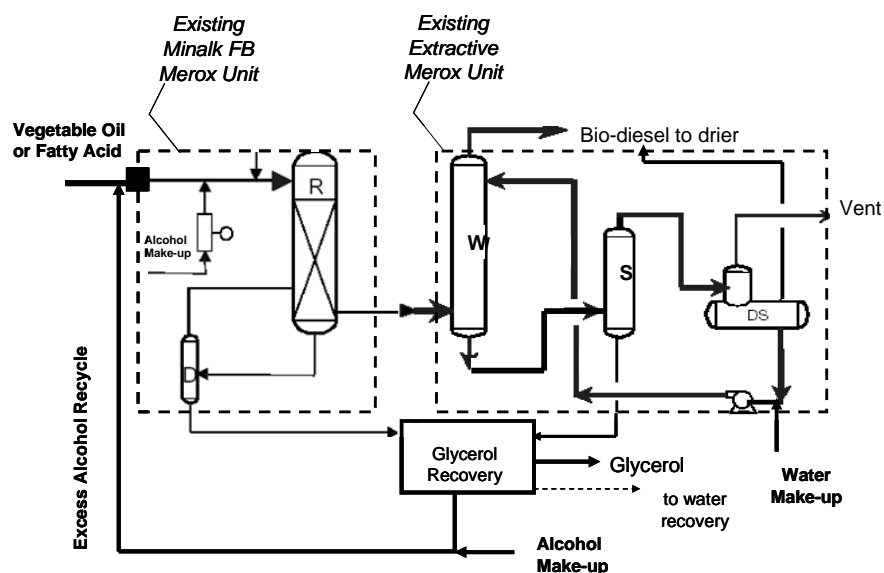 Existing
Minalk FB
Merox Unit
Existing
Extractive
Merox Unit
Vegetable Oil
or Fatty Acid
Bio-diesel to drier
R
W
S
Vent
Alcohol
Make-up
DS
D
Excess Alcohol Recycle
Glycerol
Recovery
Glycerol
Water
Make-up
to water
recovery
Alcohol
Make-up